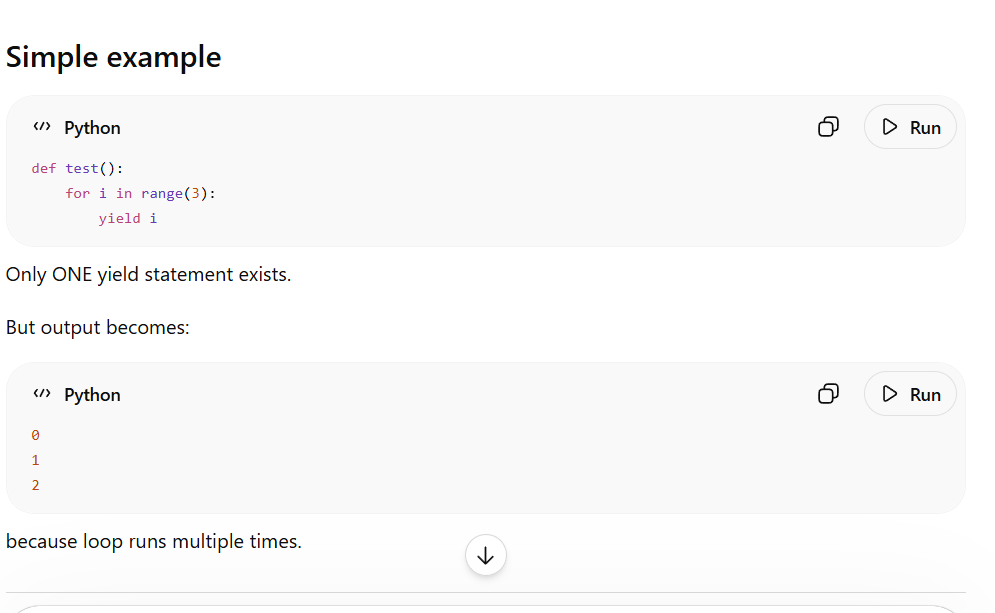 Simple example
Python
Run
def test():
    for i in range(3):
        yield i
Only ONE yield statement exists.
But output becomes:
Python
Run
0
1
2
because loop runs multiple times.